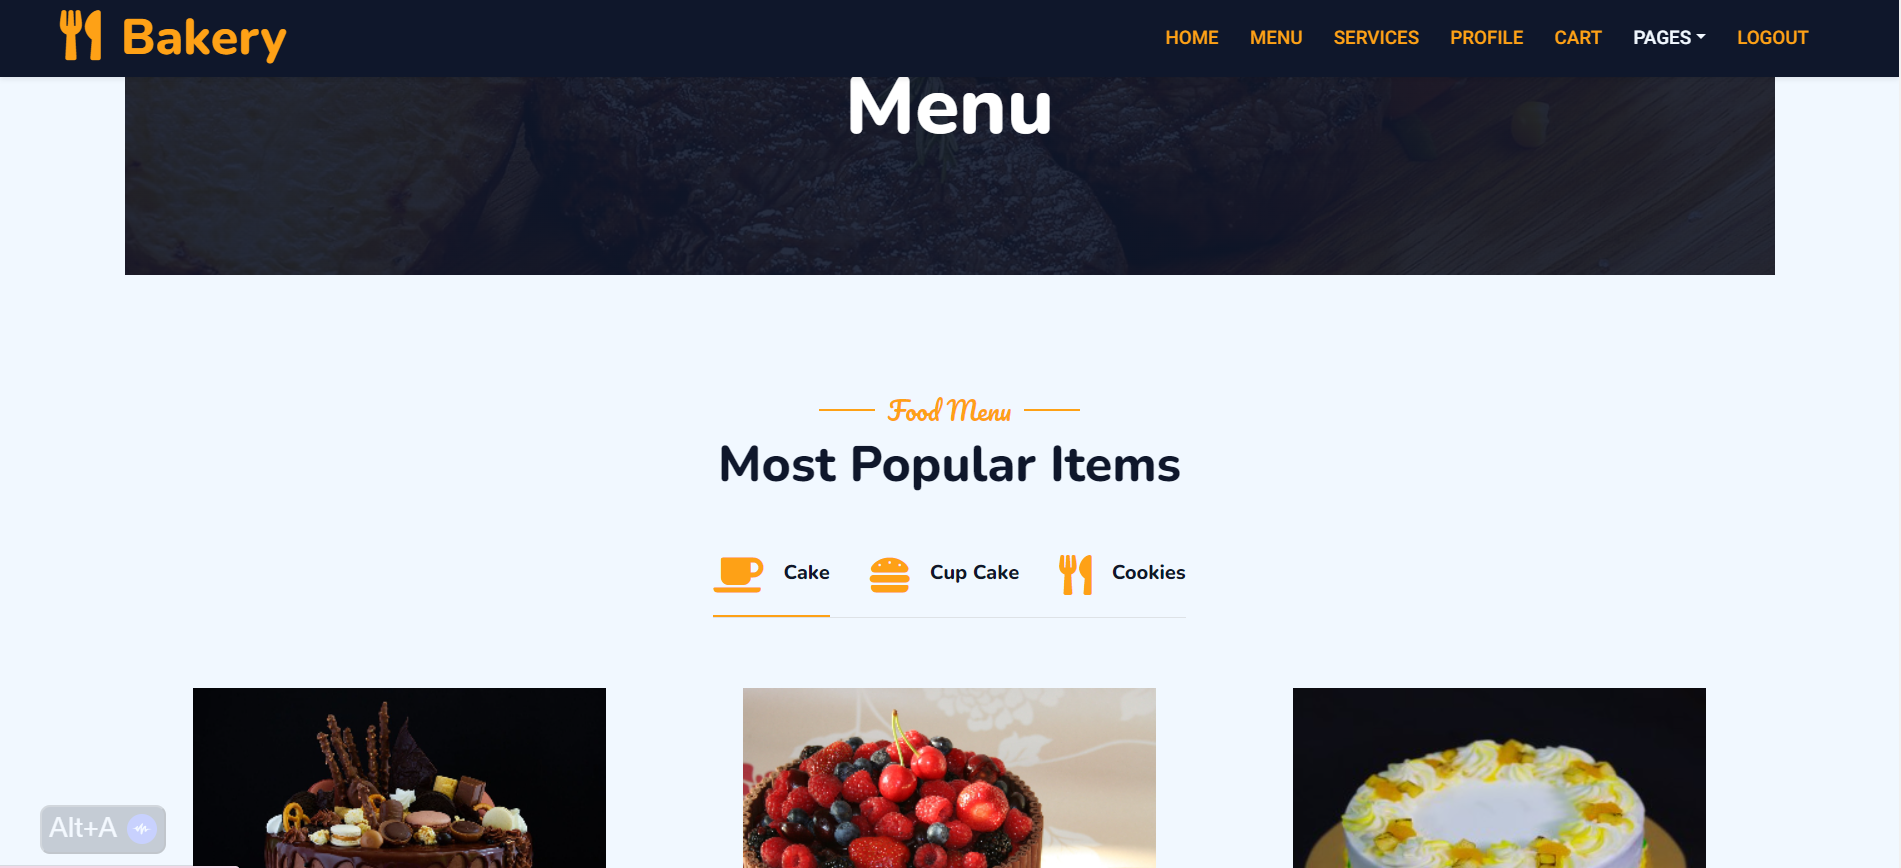 Bakery
HOME MENU SERVICES PROFILE CART PAGES LOGOUT
Menu
Food Menu
Most Popular Items
Cake Cup Cake Cookies
Alt+A